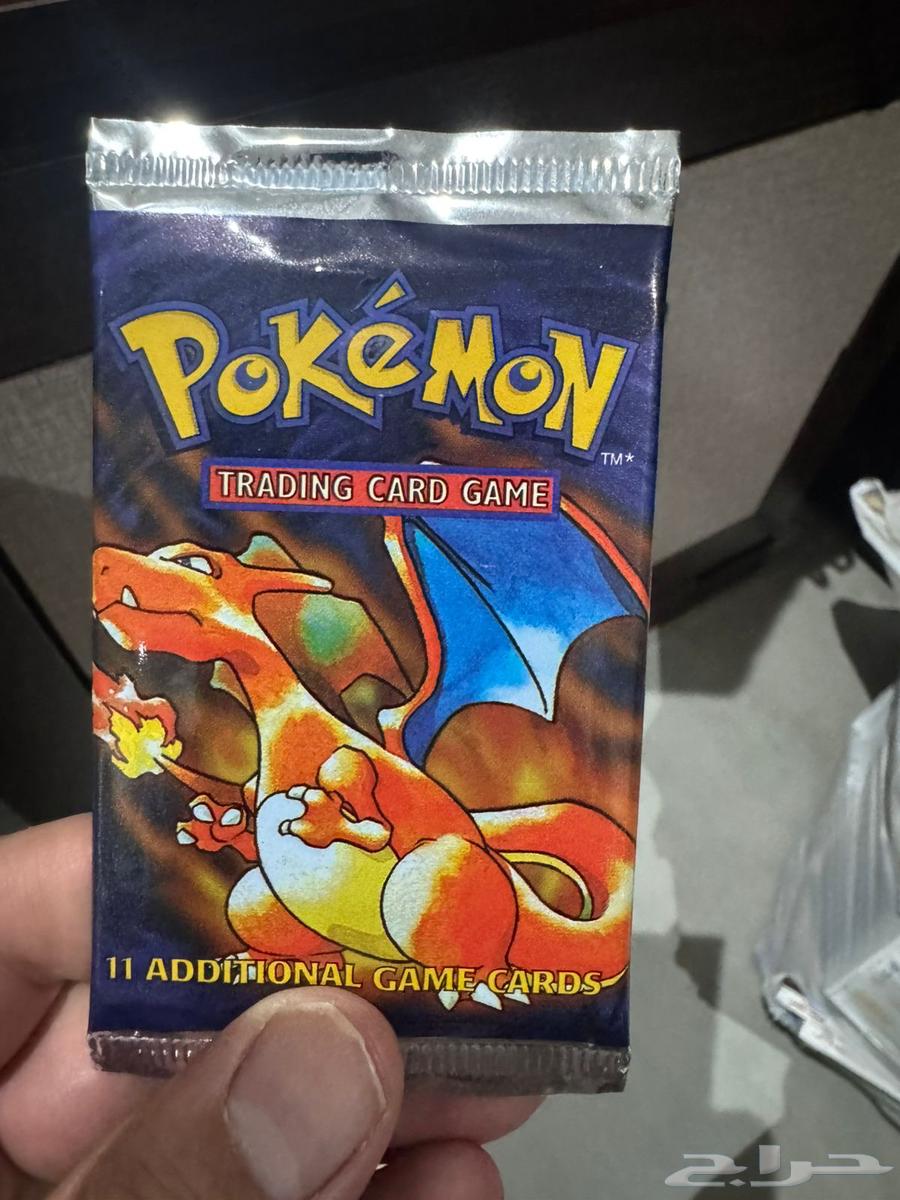 POKéMON
TM*
TRADING CARD GAME
11 ADDITIONAL GAME CARDS
حراج